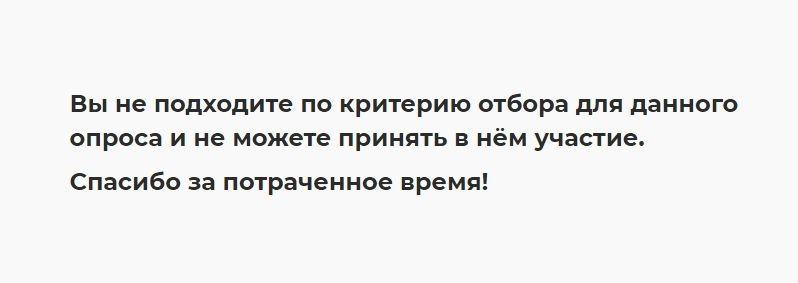 Вы не подходите по критерию отбора для данного
опроса и не можете принять в нём участие.
Спасибо за потраченное время!